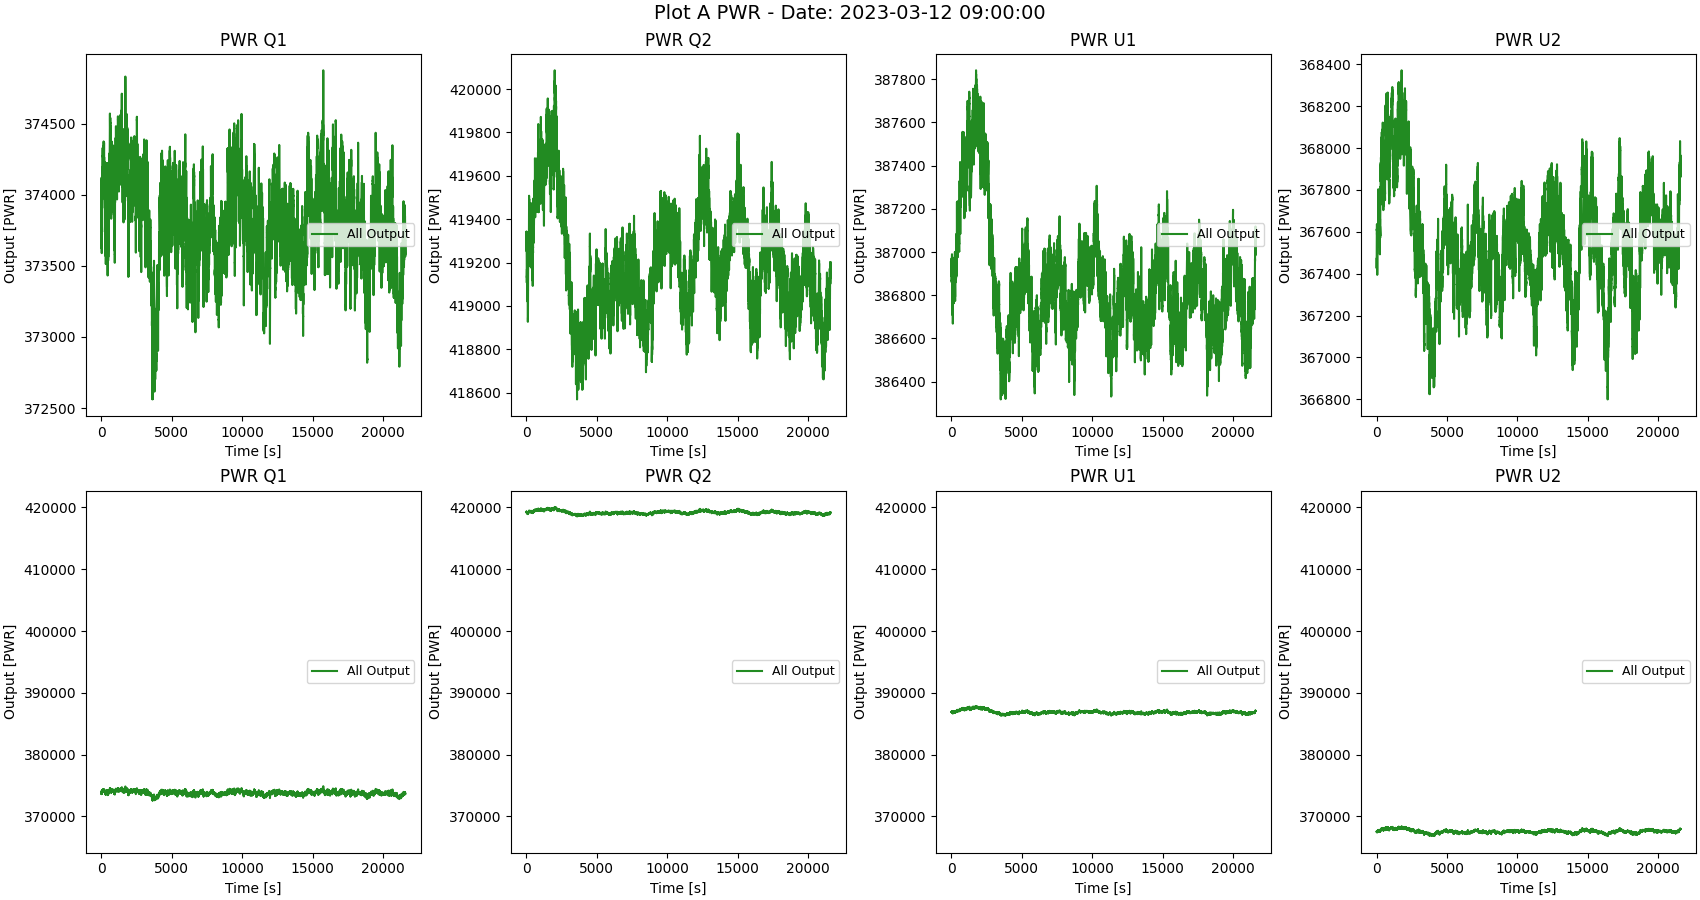 Plot A PWR - Date: 2023-03-12 09:00:00
PWR Q1
PWR Q2
PWR U1
PWR U2
Output [PWR]
374500
374000
373500
373000
372500
All Output
0 5000 10000 15000 20000
Time [s]
Output [PWR]
420000
419800
419600
419400
419200
419000
418800
418600
All Output
0 5000 10000 15000 20000
Time [s]
Output [PWR]
387800
387600
387400
387200
387000
386800
386600
386400
All Output
0 5000 10000 15000 20000
Time [s]
Output [PWR]
368400
368200
368000
367800
367600
367400
367200
367000
366800
All Output
0 5000 10000 15000 20000
Time [s]
PWR Q1
PWR Q2
PWR U1
PWR U2
Output [PWR]
420000
410000
400000
390000
380000
370000
All Output
0 5000 10000 15000 20000
Time [s]
Output [PWR]
420000
410000
400000
390000
380000
370000
All Output
0 5000 10000 15000 20000
Time [s]
Output [PWR]
420000
410000
400000
390000
380000
370000
All Output
0 5000 10000 15000 20000
Time [s]
Output [PWR]
420000
410000
400000
390000
380000
370000
All Output
0 5000 10000 15000 20000
Time [s]